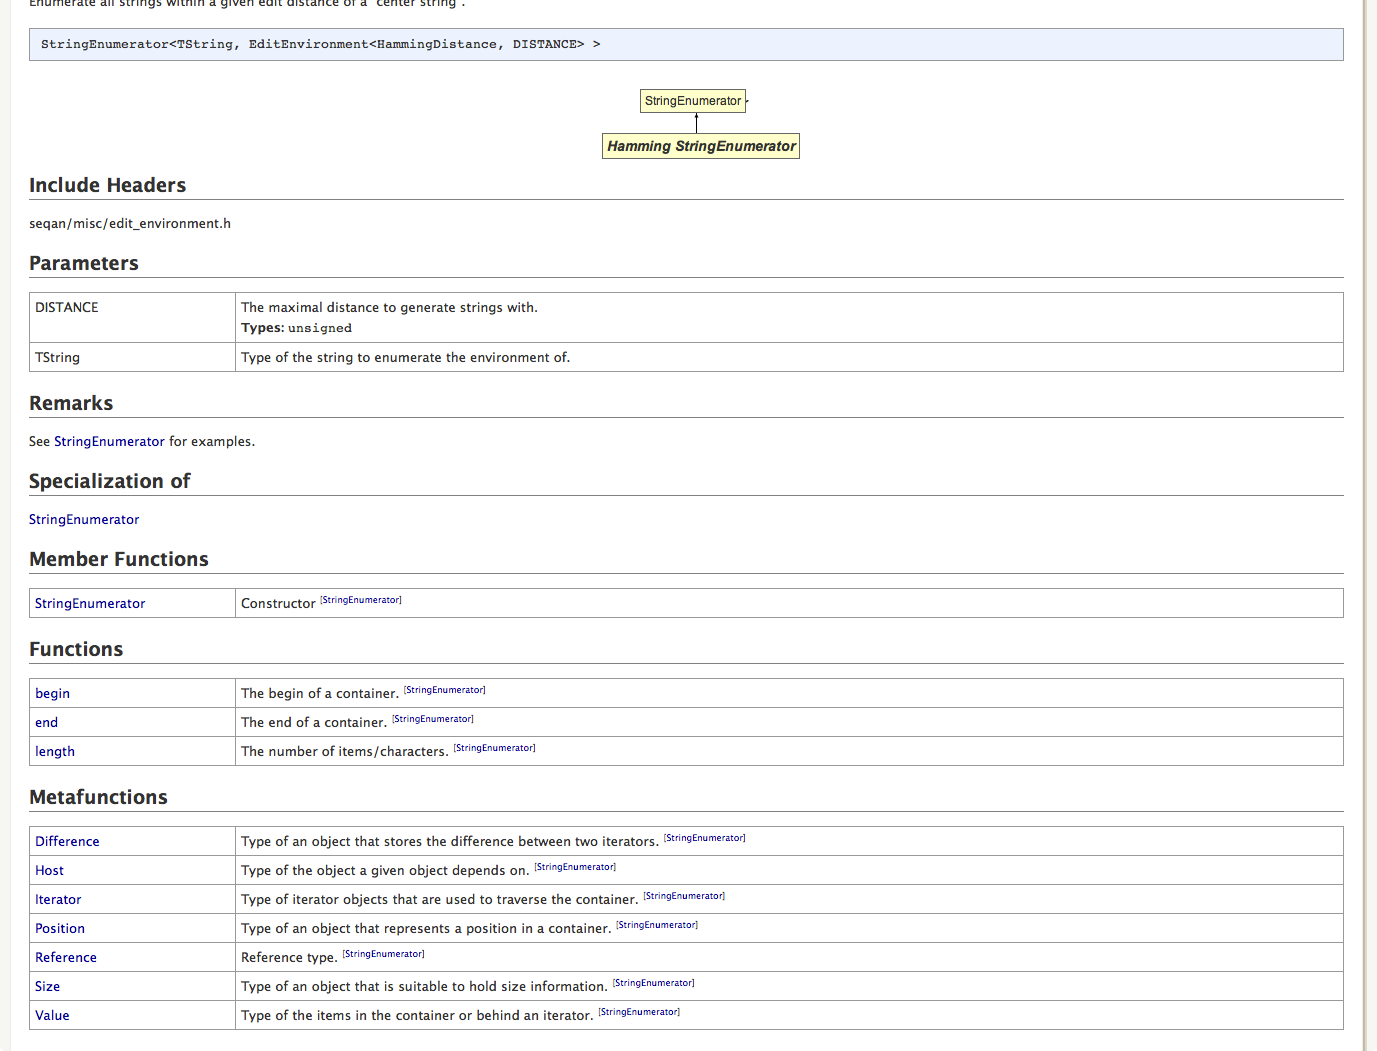 Enumerate all strings within a given edit distance of a "center string".
StringEnumerator<TString, EditEnvironment<HammingDistance, DISTANCE> >
StringEnumerator
Hamming StringEnumerator
Include Headers
seqan/misc/edit_environment.h
Parameters
DISTANCE The maximal distance to generate strings with.
Types: unsigned
TString Type of the string to enumerate the environment of.
Remarks
See StringEnumerator for examples.
Specialization of
StringEnumerator
Member Functions
StringEnumerator Constructor [StringEnumerator]
Functions
begin The begin of a container. [StringEnumerator]
end The end of a container. [StringEnumerator]
length The number of items/characters. [StringEnumerator]
Metafunctions
Difference Type of an object that stores the difference between two iterators. [StringEnumerator]
Host Type of the object a given object depends on. [StringEnumerator]
Iterator Type of iterator objects that are used to traverse the container. [StringEnumerator]
Position Type of an object that represents a position in a container. [StringEnumerator]
Reference Reference type. [StringEnumerator]
Size Type of an object that is suitable to hold size information. [StringEnumerator]
Value Type of the items in the container or behind an iterator. [StringEnumerator]